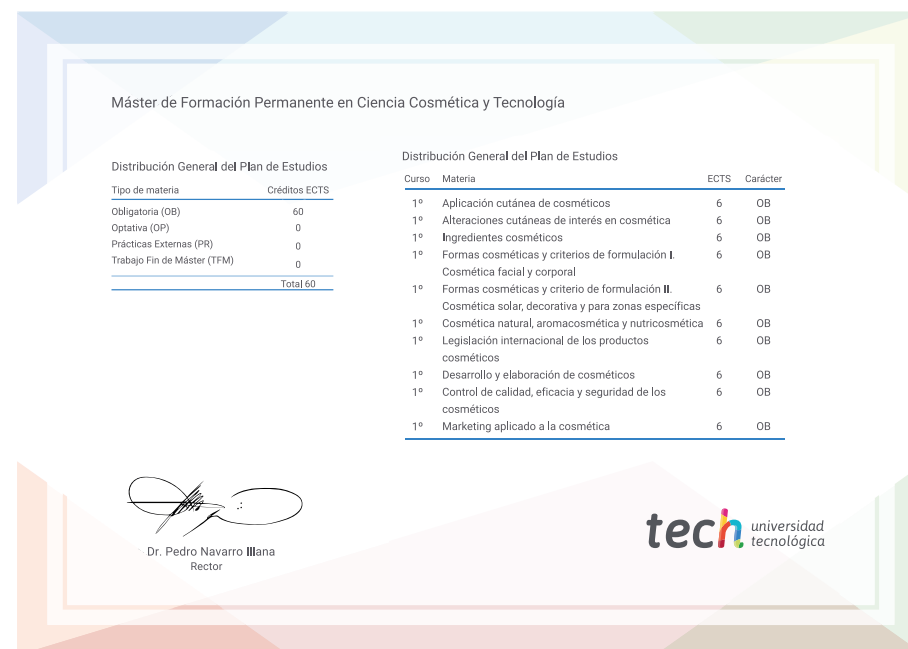 Máster de Formación Permanente en Ciencia Cosmética y Tecnología
Distribución General del Plan de Estudios
Tipo de materia Créditos ECTS
Obligatoria (OB) 60
Optativa (OP) 0
Prácticas Externas (PR) 0
Trabajo Fin de Máster (TFM) 0
Total 60
Distribución General del Plan de Estudios
Curso Materia ECTS Carácter
1º Aplicación cutánea de cosméticos 6 OB
1º Alteraciones cutáneas de interés en cosmética 6 OB
1º Ingredientes cosméticos 6 OB
1º Formas cosméticas y criterios de formulación I. 6 OB
Cosmética facial y corporal
1º Formas cosméticas y criterio de formulación II. 6 OB
Cosmética solar, decorativa y para zonas específicas
1º Cosmética natural, aromacosmética y nutricosmética 6 OB
1º Legislación internacional de los productos 6 OB
cosméticos
1º Desarrollo y elaboración de cosméticos 6 OB
1º Control de calidad, eficacia y seguridad de los 6 OB
cosméticos
1º Marketing aplicado a la cosmética 6 OB
Dr. Pedro Navarro Illana
Rector
tech universidad
tecnológica